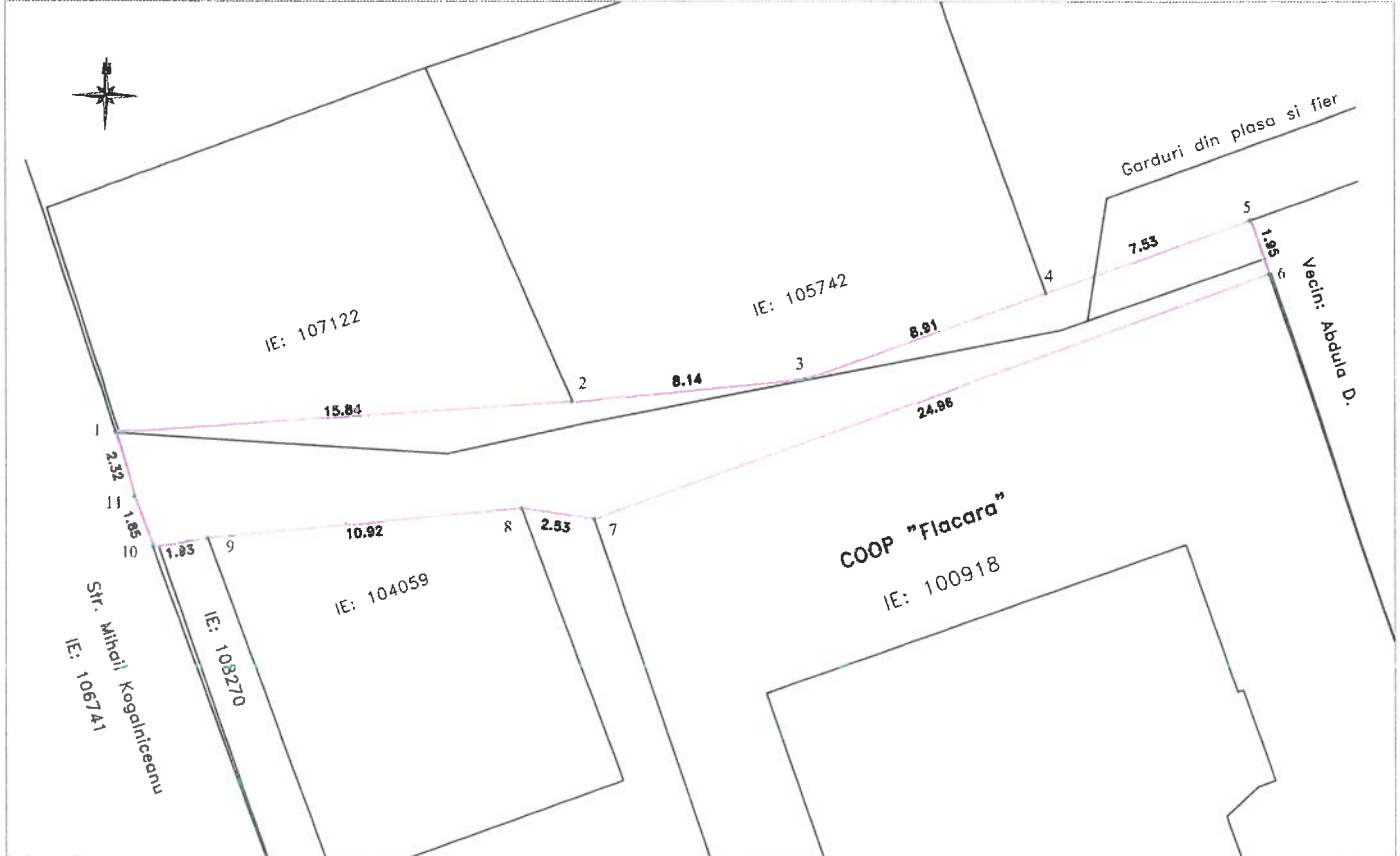 N
Garduri din plasa si fier
5
1.95
7.53
6
4
Vecin: Abdula D.
IE: 105742
IE: 107122
8.91
3
2
8.14
15.84
24.96
1
2.32
11
1.85
10
1.93
9
10.92
8
2.53
7
COOP "Flacara"
IE: 100918
IE: 104059
IE: 108270
Str. Mihail Kogalniceanu
IE: 106741